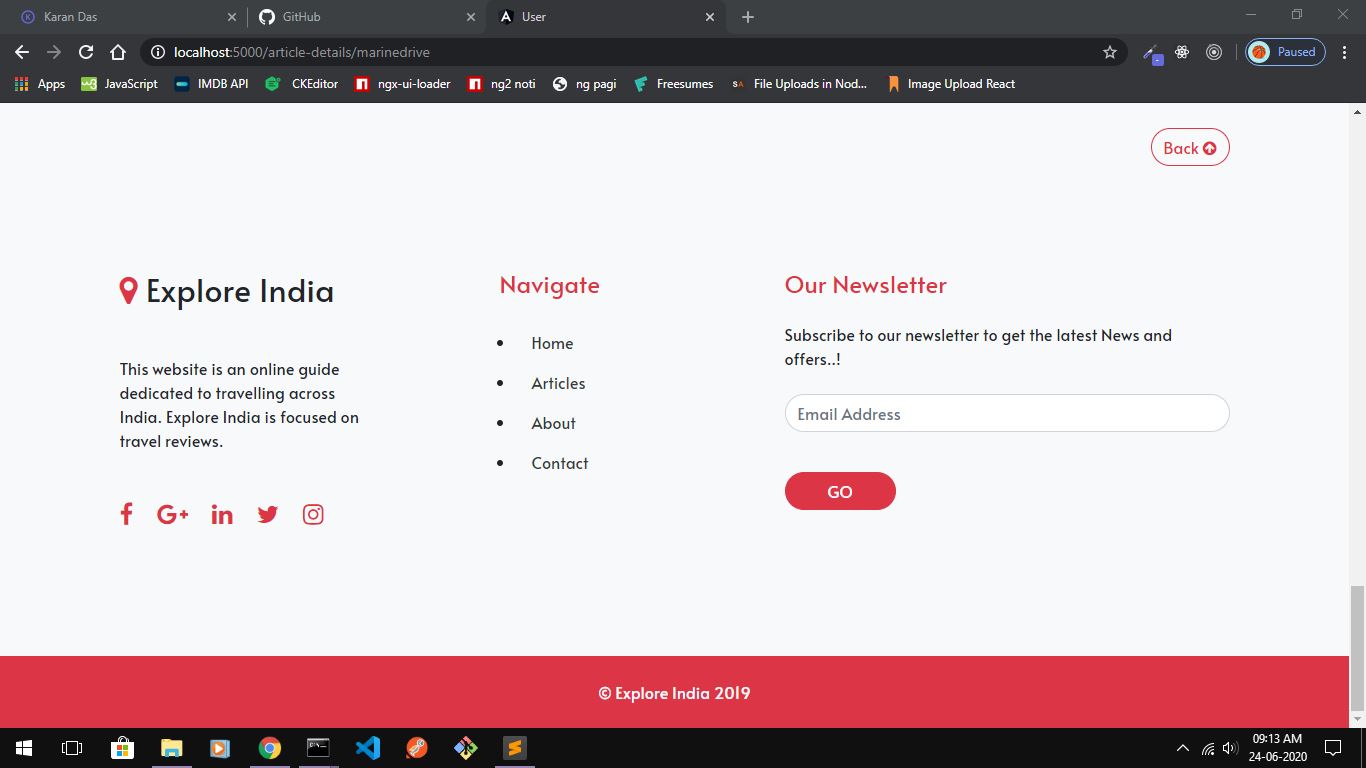 Karan Das
GitHub
User
localhost:5000/article-details/marinedrive
Paused
Apps
JavaScript
IMDB API
CKEditor
ngx-ui-loader
ng2 noti
ng pagi
Freesumes
File Uploads in Nod...
Image Upload React
Back
Explore India
This website is an online guide
dedicated to travelling across
India. Explore India is focused on
travel reviews.
Navigate
Home
Articles
About
Contact
Our Newsletter
Subscribe to our newsletter to get the latest News and
offers..!
Email Address
GO
© Explore India 2019
09:13 AM
24-06-2020